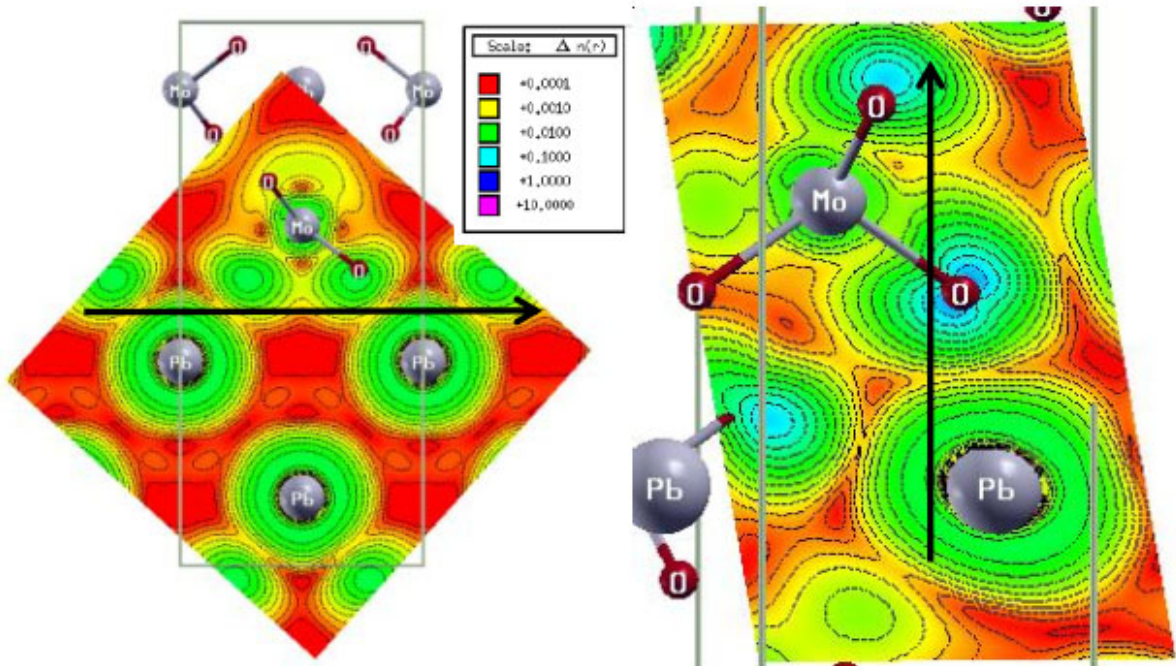 O O
Mo Mo
O O
O
Mo
O
Pb Pb
Pb
Scale: Δ n(r)
+0.0001
+0.0010
+0.0100
+0.1000
+1.0000
+10.0000
O
Mo
O O
Pb Pb
O